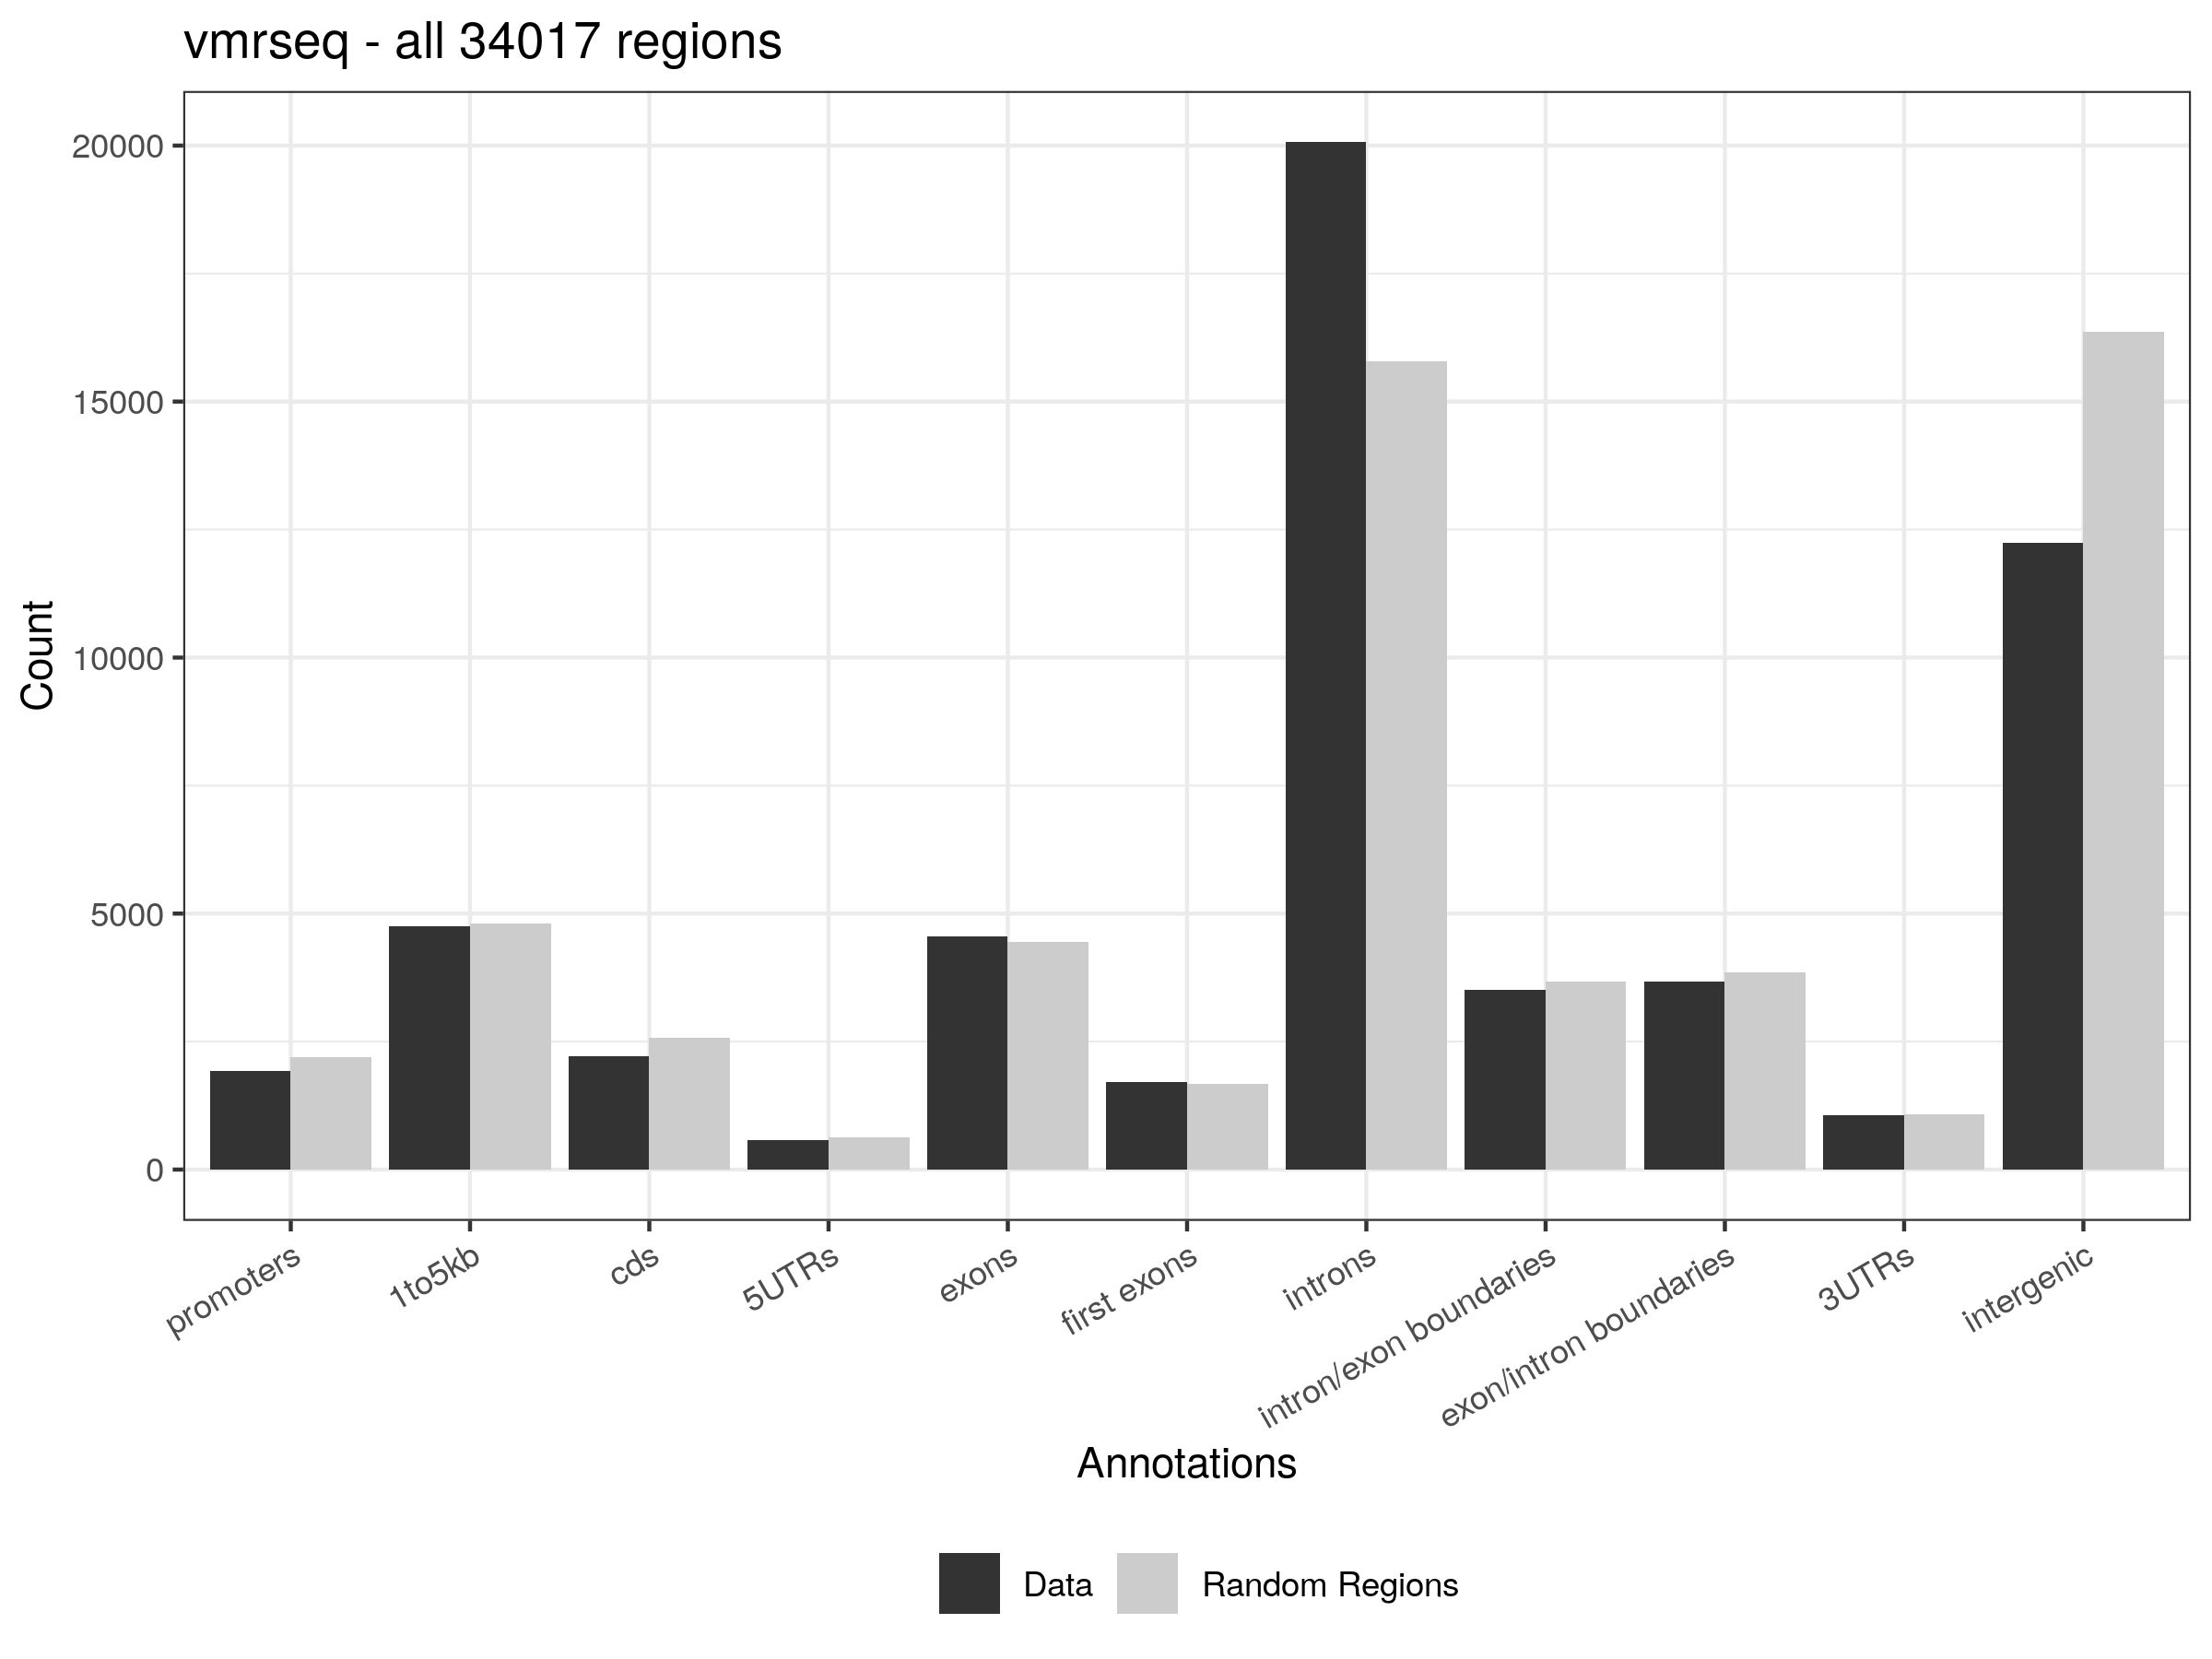 vmrseq - all 34017 regions
20000
15000
10000
5000
0
Count
promoters
1to5kb
cds
5UTRs
exons
first exons
introns
intron/exon boundaries
exon/intron boundaries
3UTRs
intergenic
Annotations
Data
Random Regions